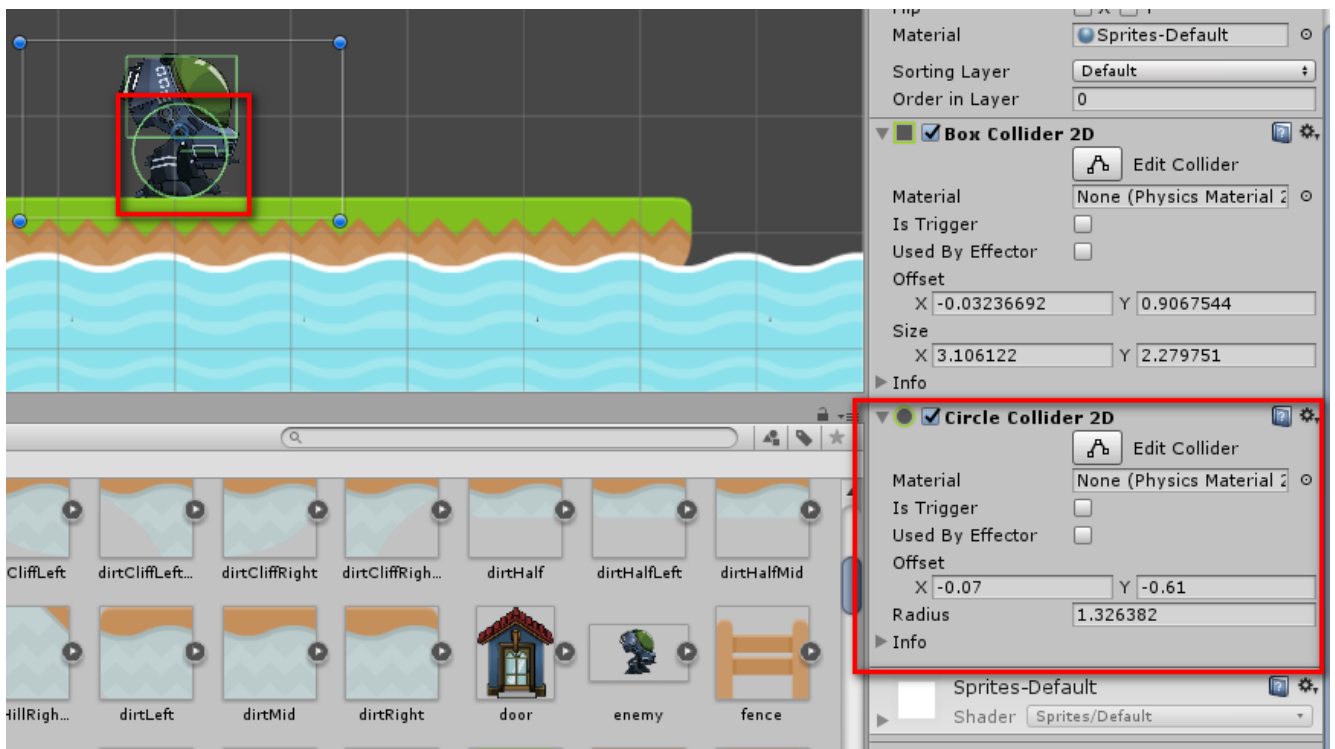 Flip X Y
Material Sprites-Default
Sorting Layer Default
Order in Layer 0
Box Collider 2D
Edit Collider
Material None (Physics Material 2
Is Trigger
Used By Effector
Offset
X -0.03236692 Y 0.9067544
Size
X 3.106122 Y 2.279751
Info
Circle Collider 2D
Edit Collider
Material None (Physics Material 2
Is Trigger
Used By Effector
Offset
X -0.07 Y -0.61
Radius 1.326382
Info
Sprites-Default
Shader Sprites/Default
CliffLeft dirtCliffLeft... dirtCliffRight dirtCliffRigh... dirtHalf dirtHalfLeft dirtHalfMid
HillRigh... dirtLeft dirtMid dirtRight door enemy fence